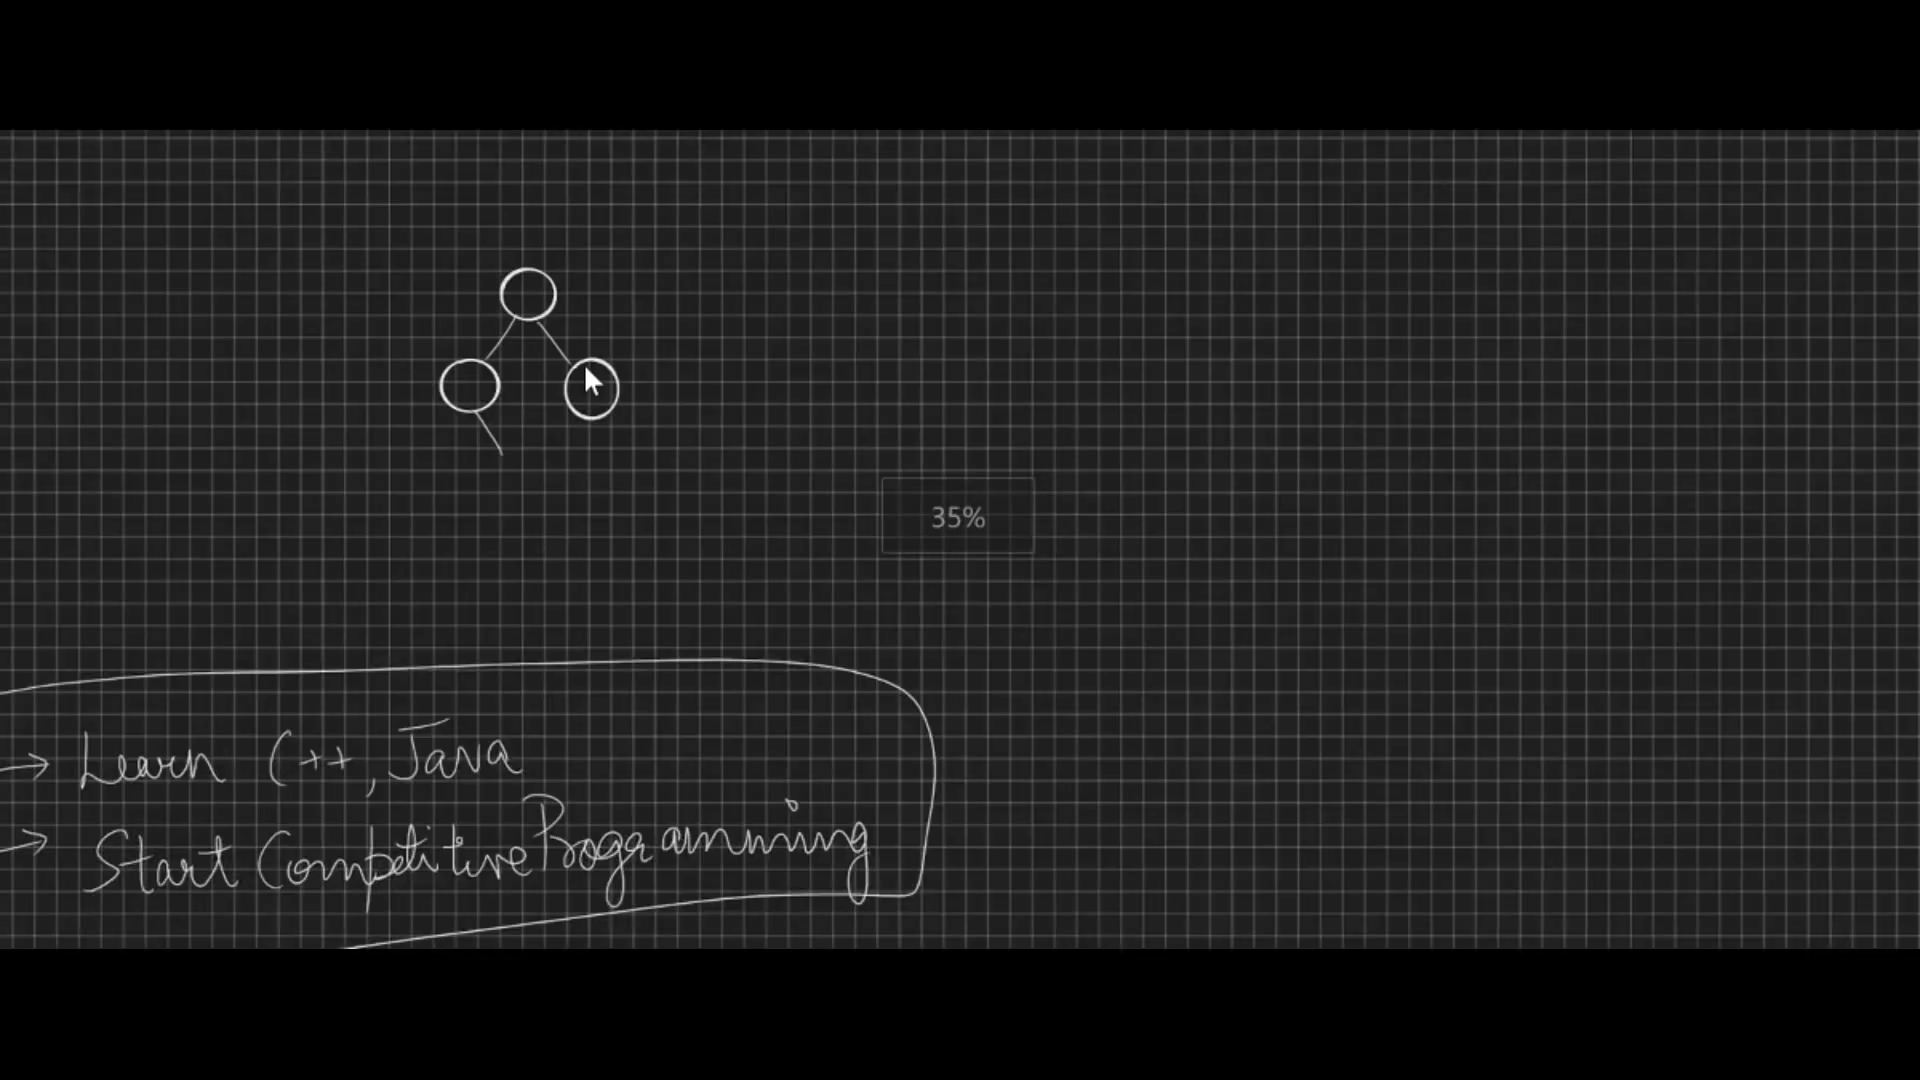 35%
→ Learn C++, Java
→ Start Competitive Programming